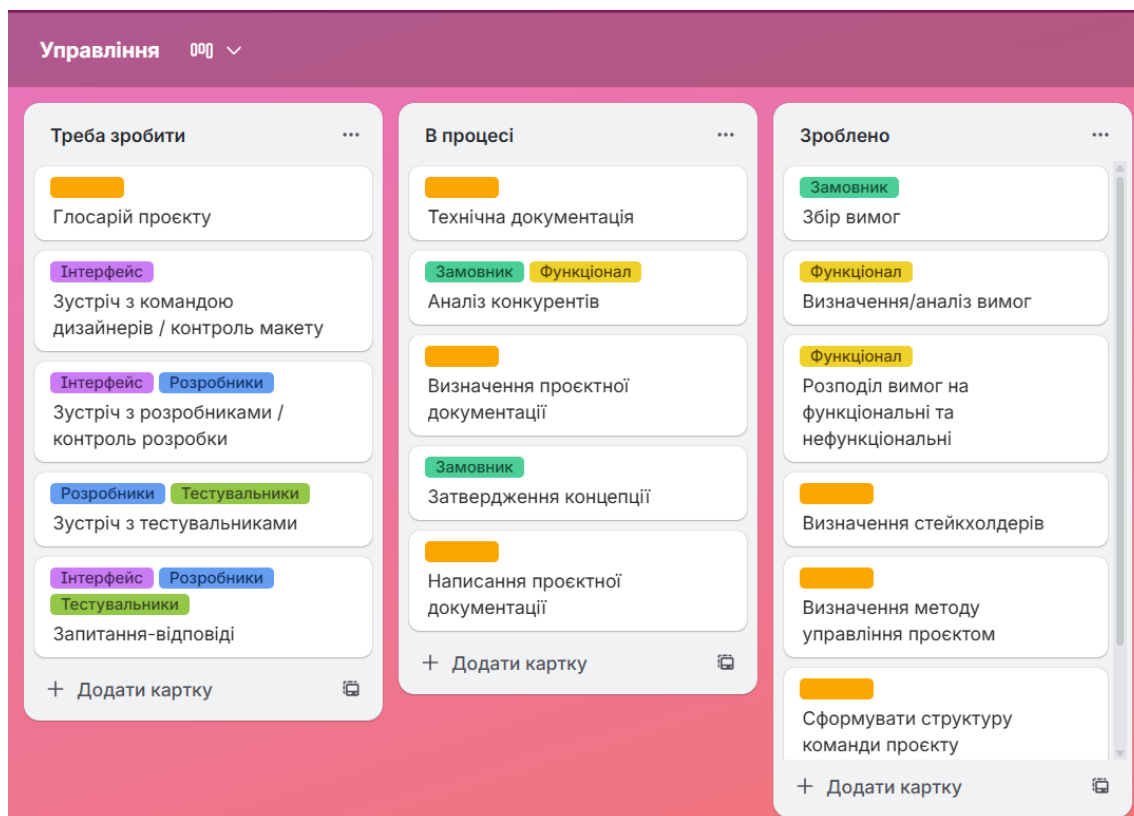 Управління
Треба зробити
Глосарій проєкту
Інтерфейс
Зустріч з командою
дизайнерів / контроль макету
Інтерфейс Розробники
Зустріч з розробниками /
контроль розробки
Розробники Тестувальники
Зустріч з тестувальниками
Інтерфейс Розробники
Тестувальники
Запитання-відповіді
+ Додати картку
В процесі
Технічна документація
Замовник Функціонал
Аналіз конкурентів
Визначення проєктної
документації
Замовник
Затвердження концепції
Написання проєктної
документації
+ Додати картку
Зроблено
Замовник
Збір вимог
Функціонал
Визначення/аналіз вимог
Функціонал
Розподіл вимог на
функціональні та
нефункціональні
Визначення стейкхолдерів
Визначення методу
управління проєктом
Сформувати структуру
команди проєкту
+ Додати картку